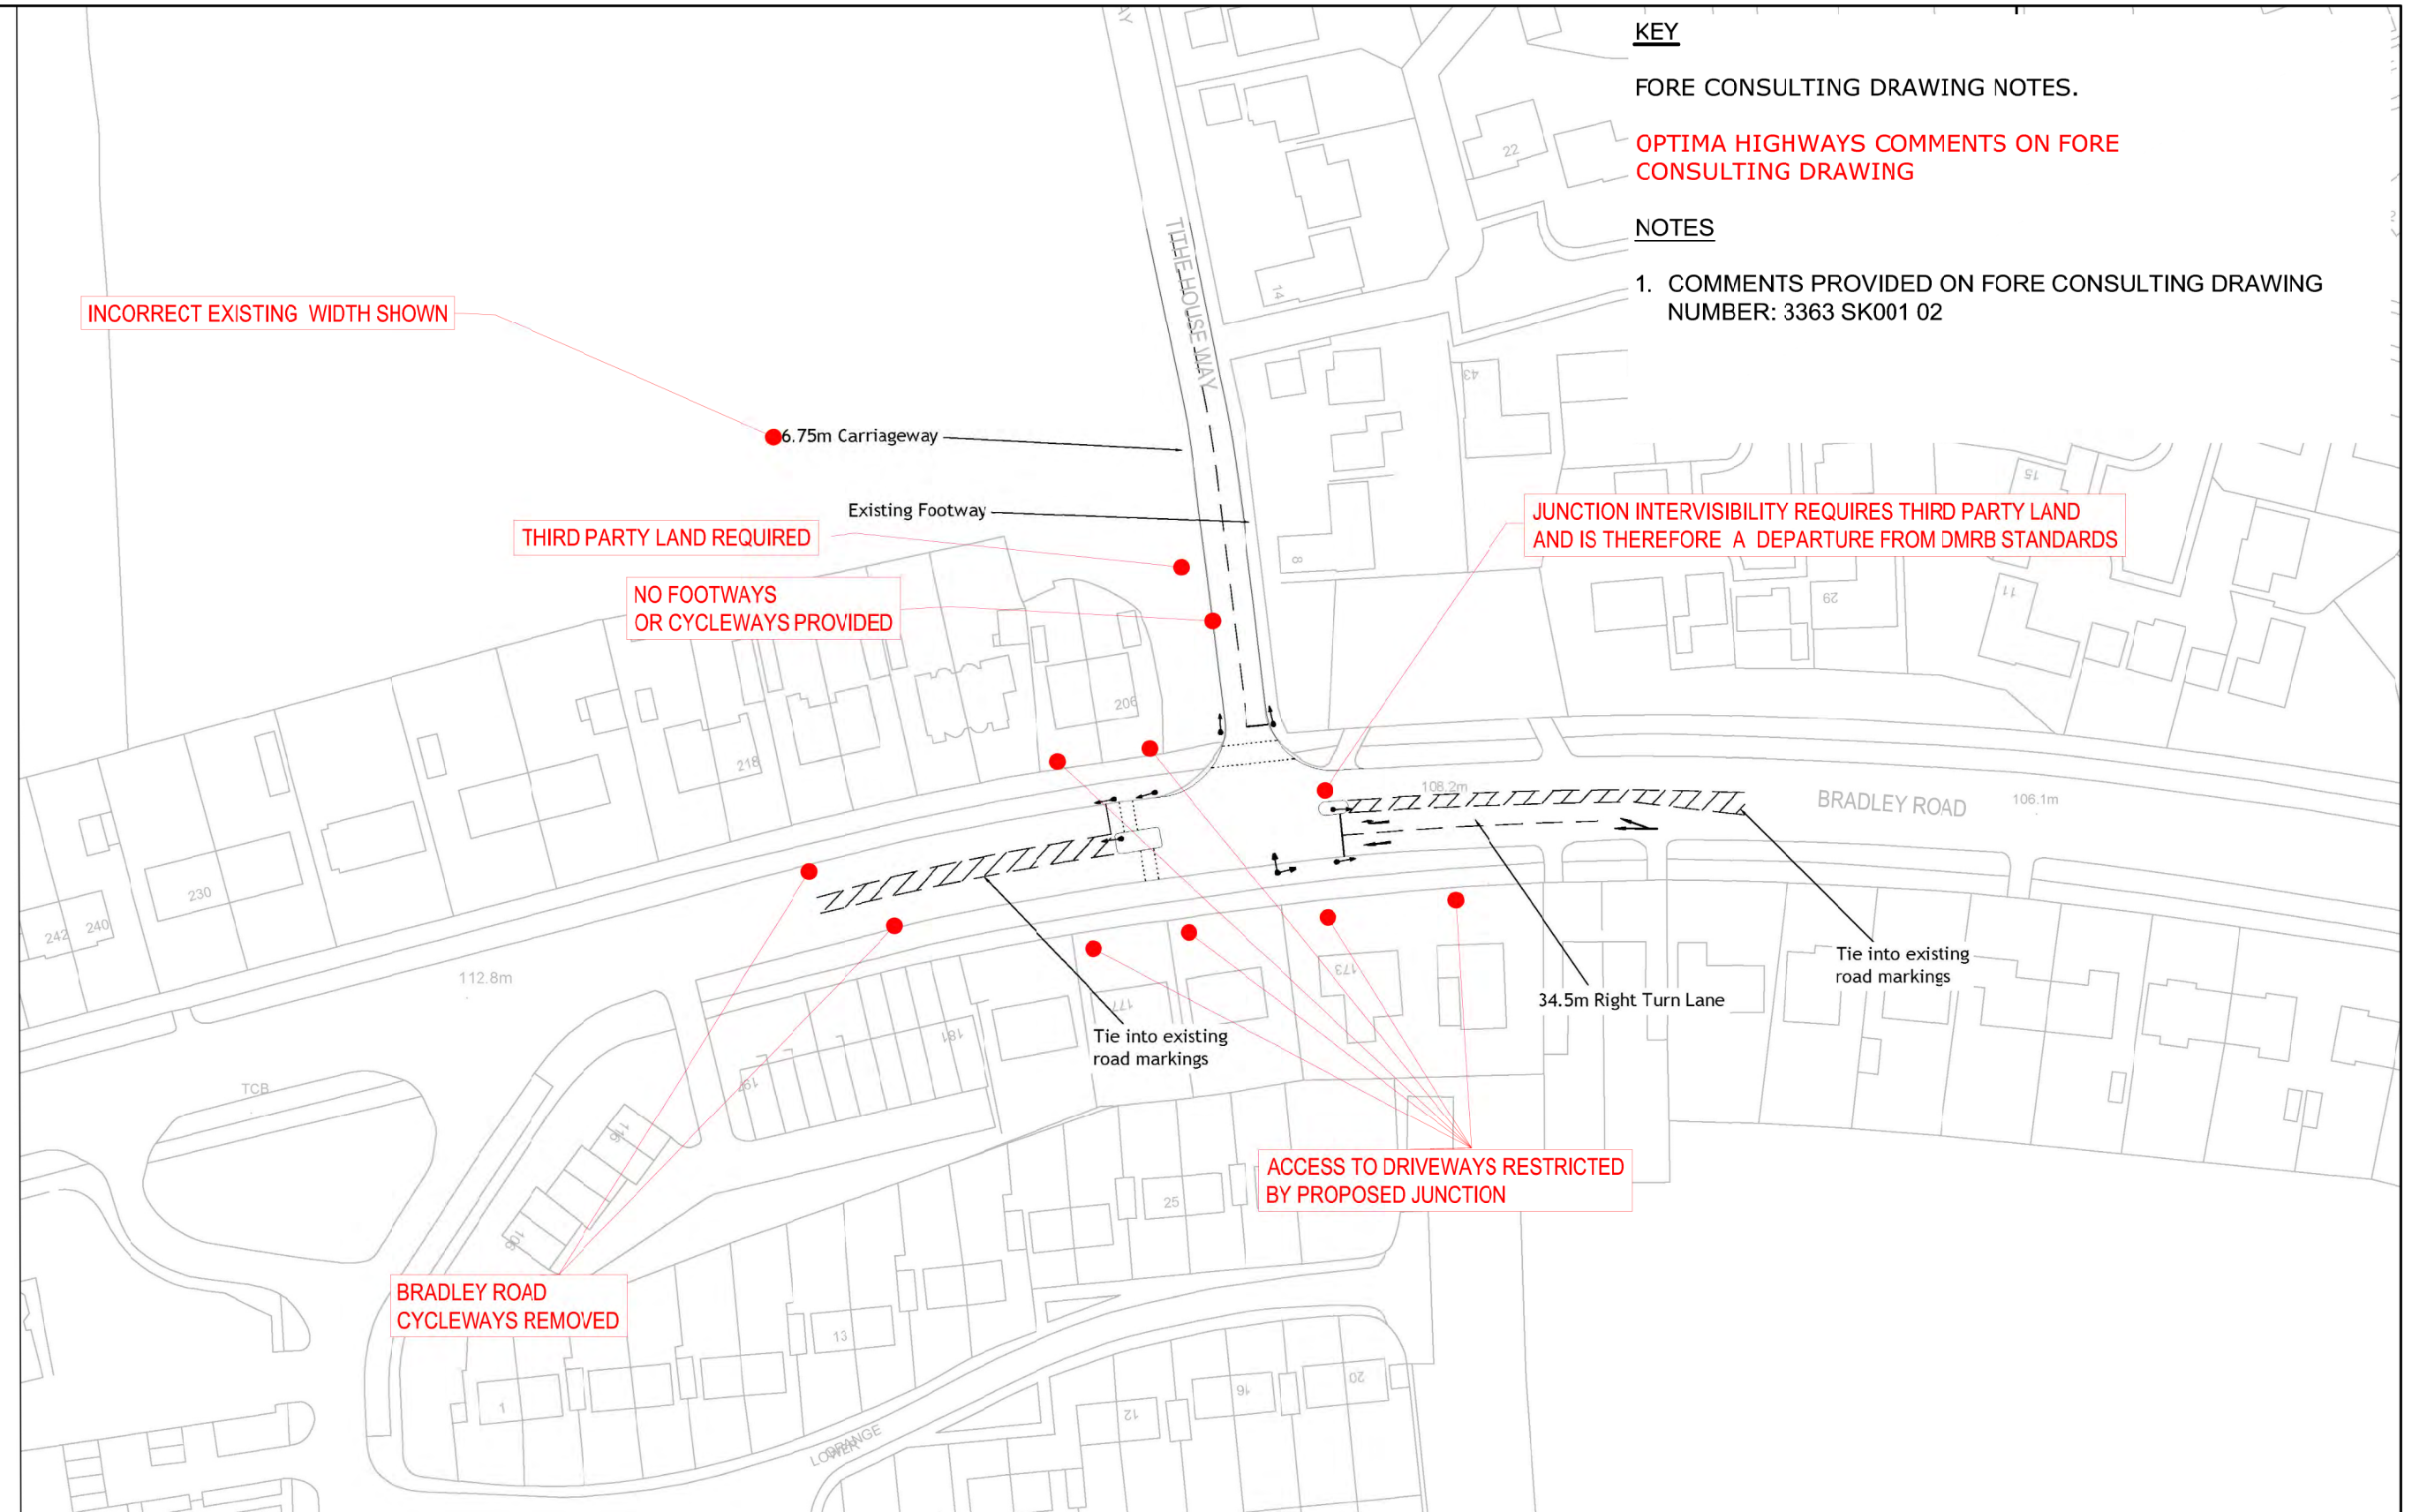 KEY
FORE CONSULTING DRAWING NOTES.
OPTIMA HIGHWAYS COMMENTS ON FORE
CONSULTING DRAWING
NOTES
1. COMMENTS PROVIDED ON FORE CONSULTING DRAWING
NUMBER: 3363 SK001 02
22
14
TITHE HOUSE WAY
INCORRECT EXISTING WIDTH SHOWN
43
6.75m Carriageway
15
Existing Footway
JUNCTION INTERVISIBILITY REQUIRES THIRD PARTY LAND
AND IS THEREFORE A DEPARTURE FROM DMRB STANDARDS
THIRD PARTY LAND REQUIRED
8
NO FOOTWAYS
OR CYCLEWAYS PROVIDED
29
11
206
218
108.2m
BRADLEY ROAD
106.1m
230
242
240
112.8m
173
Tie into existing
road markings
177
34.5m Right Turn Lane
181
Tie into existing
road markings
197
TCB
116
ACCESS TO DRIVEWAYS RESTRICTED
BY PROPOSED JUNCTION
25
106
BRADLEY ROAD
CYCLEWAYS REMOVED
13
1
16
20
12
LOWER
GRANGE